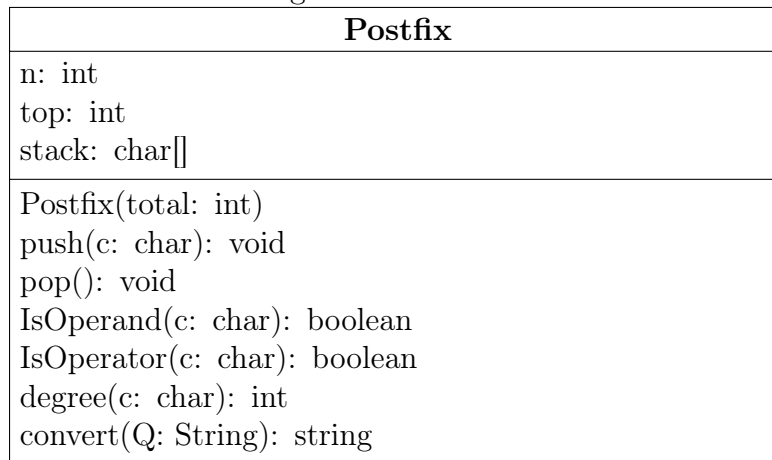 Postfix
n: int
top: int
stack: char[]
Postfix(total: int)
push(c: char): void
pop(): void
IsOperand(c: char): boolean
IsOperator(c: char): boolean
degree(c: char): int
convert(Q: String): string